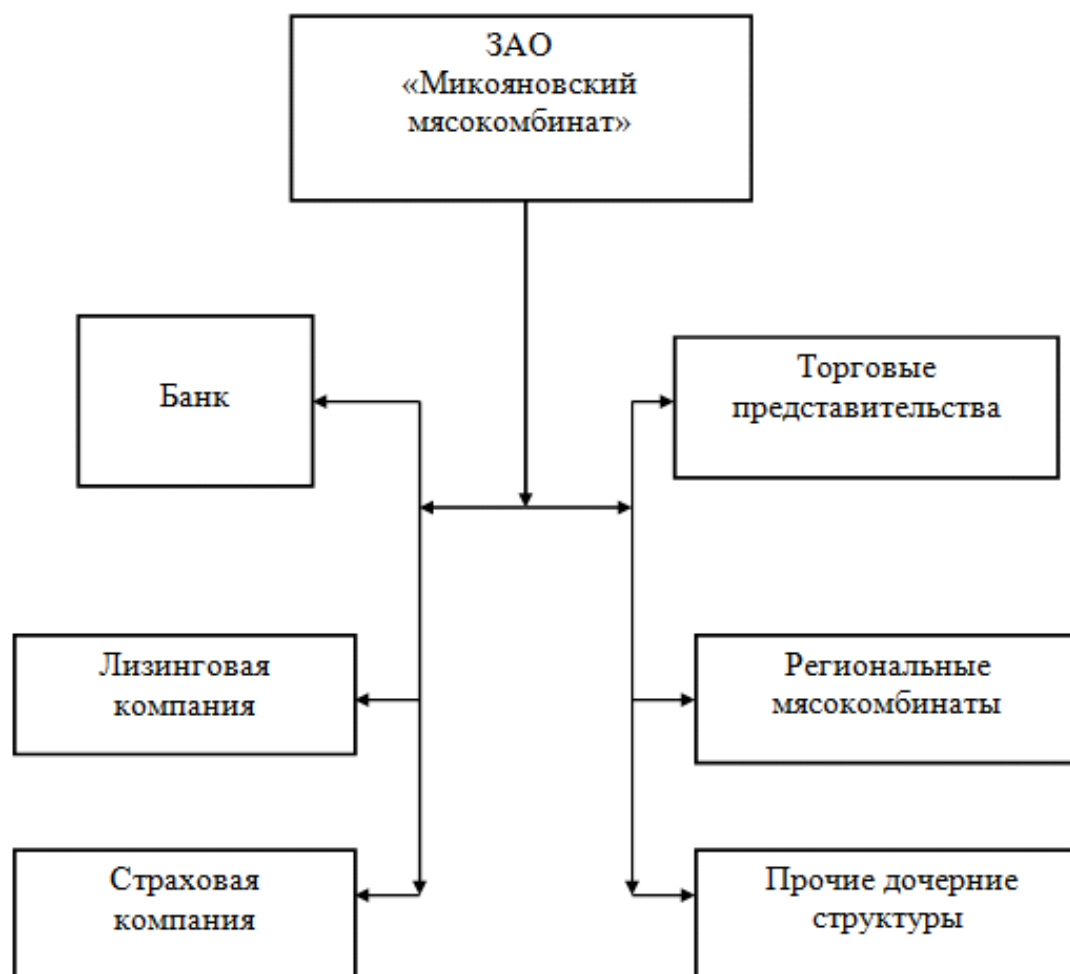 ЗАО
«Микояновский
мясокомбинат»
Банк
Торговые
представительства
Лизинговая
компания
Региональные
мясокомбинаты
Страховая
компания
Прочие дочерние
структуры